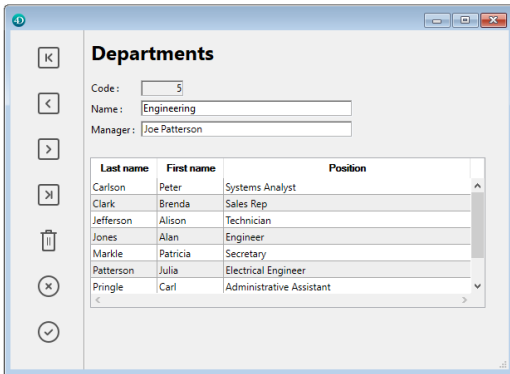 4D
Departments
Code : 5
Name : Engineering
Manager : Joe Patterson
Last name First name Position
Carlson Peter Systems Analyst
Clark Brenda Sales Rep
Jefferson Alison Technician
Jones Alan Engineer
Markle Patricia Secretary
Patterson Julia Electrical Engineer
Pringle Carl Administrative Assistant